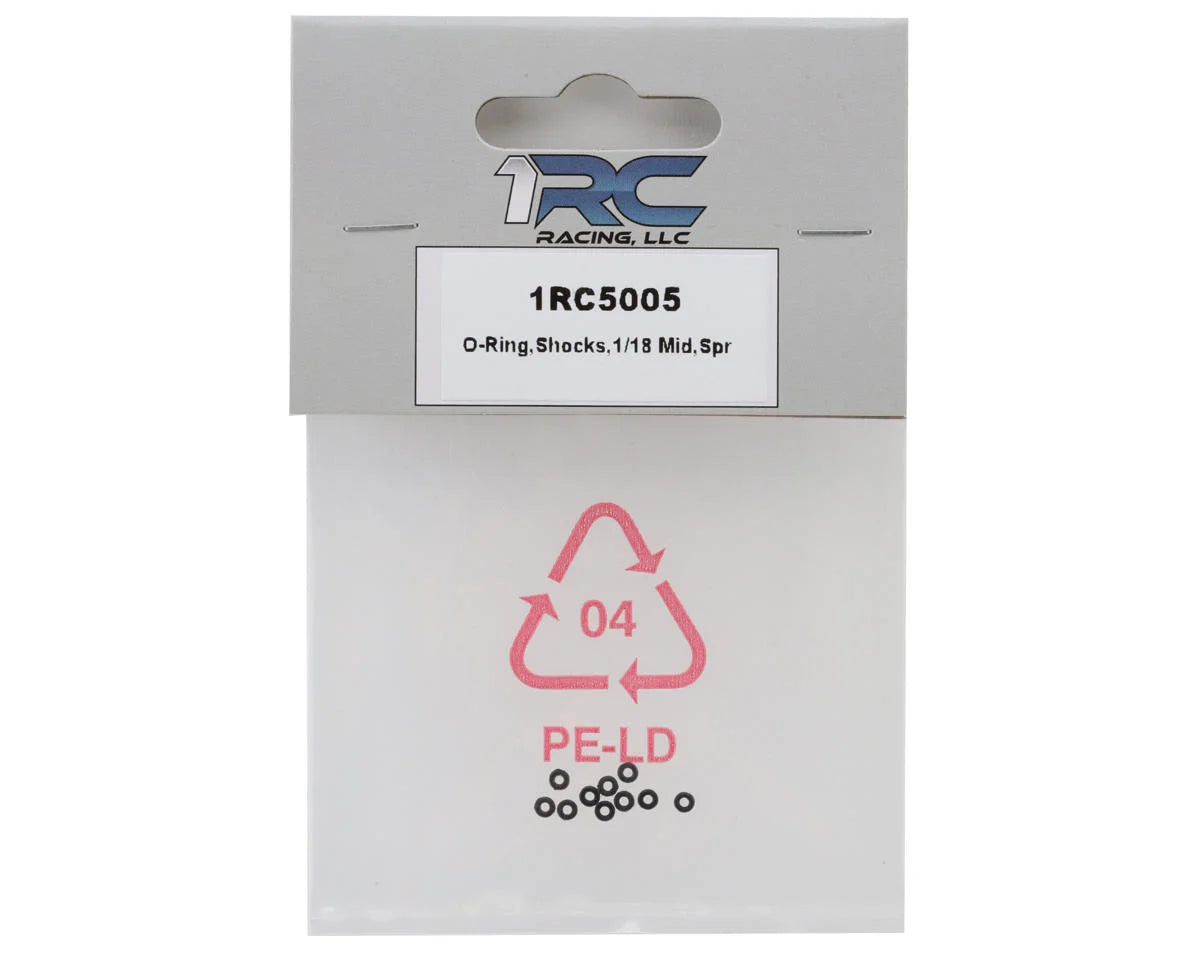 1RC
RACING, LLC
1RC5005
O-Ring,Shocks,1/18 Mid,Spr
04
PE-LD